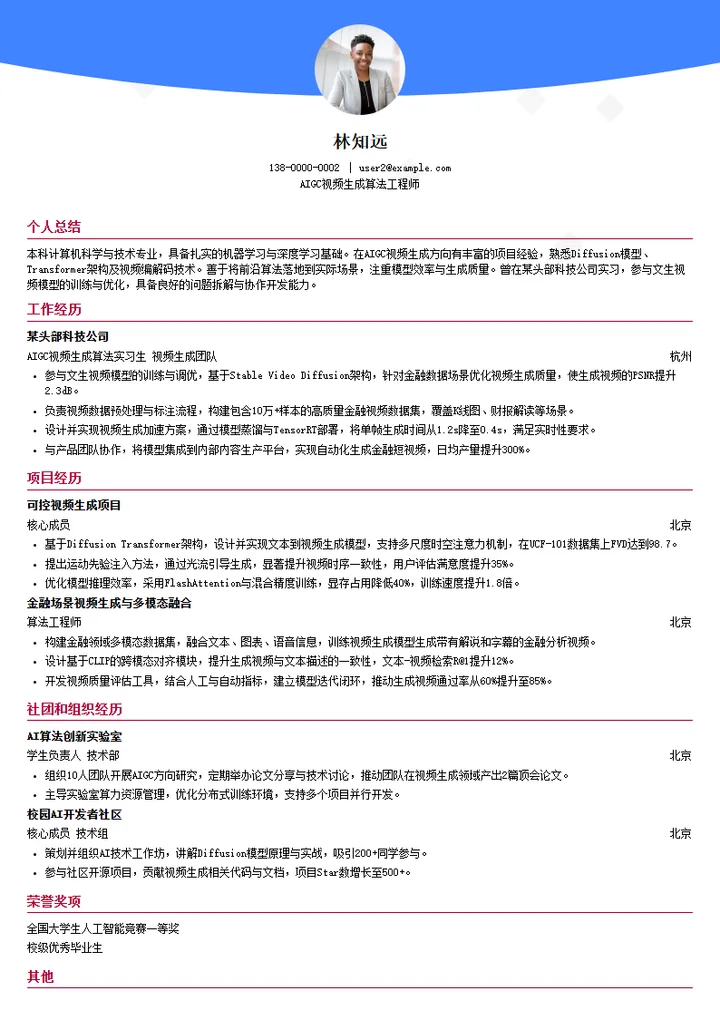 林知远
138-0000-0002 | user2@example.com
AIGC视频生成算法工程师
个人总结
本科计算机科学与技术专业，具备扎实的机器学习与深度学习基础。在AIGC视频生成方向有丰富的项目经验，熟悉Diffusion模型、
Transformer架构及视频编解码技术。善于将前沿算法落地到实际场景，注重模型效率与生成质量。曾在某头部科技公司实习，参与文生视
频模型的训练与优化，具备良好的问题拆解与协作开发能力。
工作经历
某头部科技公司
AIGC视频生成算法实习生 视频生成团队 杭州
• 参与文生视频模型的训练与调优，基于Stable Video Diffusion架构，针对金融数据场景优化视频生成质量，使生成视频的PSNR提升
2.3dB。
• 负责视频数据预处理与标注流程，构建包含10万+样本的高质量金融视频数据集，覆盖K线图、财报解读等场景。
• 设计并实现视频生成加速方案，通过模型蒸馏与TensorRT部署，将单帧生成时间从1.2s降至0.4s，满足实时性要求。
• 与产品团队协作，将模型集成到内部内容生产平台，实现自动化生成金融短视频，日均产量提升300%。
项目经历
可控视频生成项目
核心成员 北京
• 基于Diffusion Transformer架构，设计并实现文本到视频生成模型，支持多尺度时空注意力机制，在UCF-101数据集上FVD达到98.7。
• 提出运动先验注入方法，通过光流引导生成，显著提升视频时序一致性，用户评估满意度提升35%。
• 优化模型推理效率，采用FlashAttention与混合精度训练，显存占用降低40%，训练速度提升1.8倍。
金融场景视频生成与多模态融合
算法工程师 北京
• 构建金融领域多模态数据集，融合文本、图表、语音信息，训练视频生成模型生成带有解说和字幕的金融分析视频。
• 设计基于CLIP的跨模态对齐模块，提升生成视频与文本描述的一致性，文本-视频检索R@1提升12%。
• 开发视频质量评估工具，结合人工与自动指标，建立模型迭代闭环，推动生成视频通过率从60%提升至85%。
社团和组织经历
AI算法创新实验室
学生负责人 技术部 北京
• 组织10人团队开展AIGC方向研究，定期举办论文分享与技术讨论，推动团队在视频生成领域产出2篇顶会论文。
• 主导实验室算力资源管理，优化分布式训练环境，支持多个项目并行开发。
校园AI开发者社区
核心成员 技术组 北京
• 策划并组织AI技术工作坊，讲解Diffusion模型原理与实战，吸引200+同学参与。
• 参与社区开源项目，贡献视频生成相关代码与文档，项目Star数增长至500+。
荣誉奖项
全国大学生人工智能竞赛一等奖
校级优秀毕业生
其他